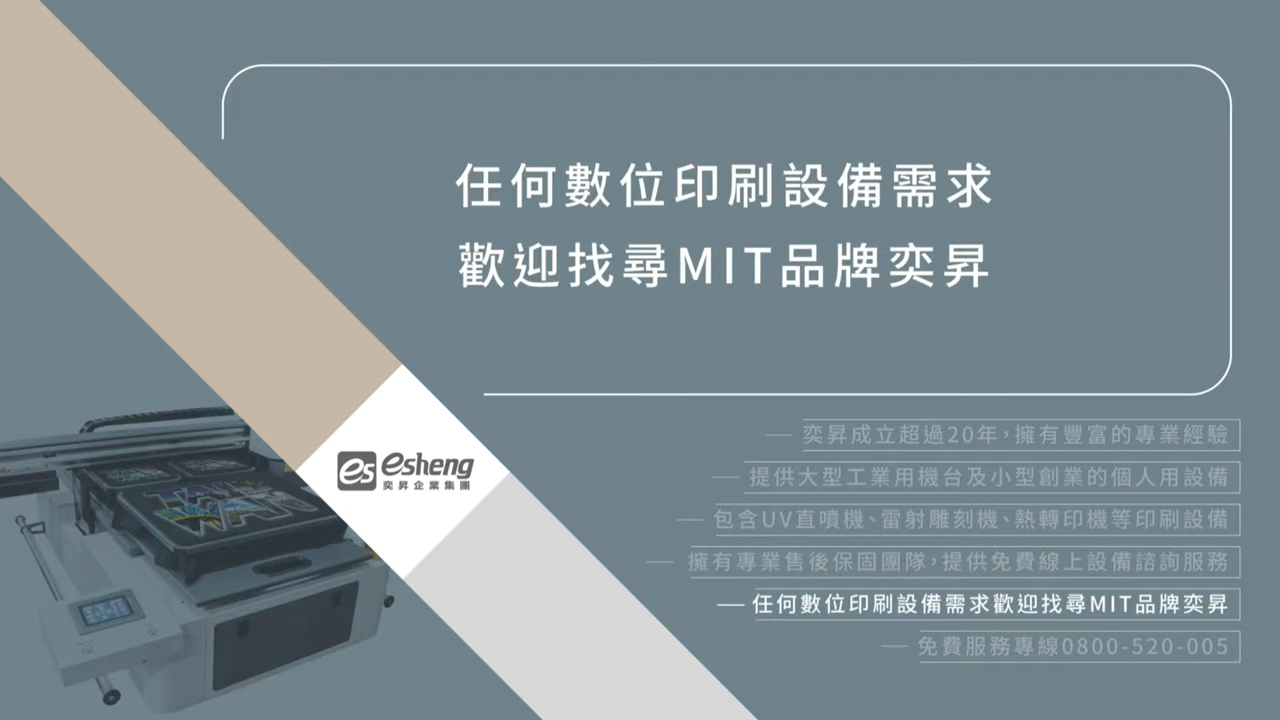 任何數位印刷設備需求
歡迎找尋MIT品牌奕昇
es esheng
奕昇企業集團
奕昇成立超過20年，擁有豐富的專業經驗
提供大型工業用機台及小型創業的個人用設備
包含UV直噴機、雷射雕刻機、熱轉印機等印刷設備
擁有專業售後保固團隊，提供免費線上設備諮詢服務
任何數位印刷設備需求歡迎找尋MIT品牌奕昇
免費服務專線0800-520-005
TAI
WAN